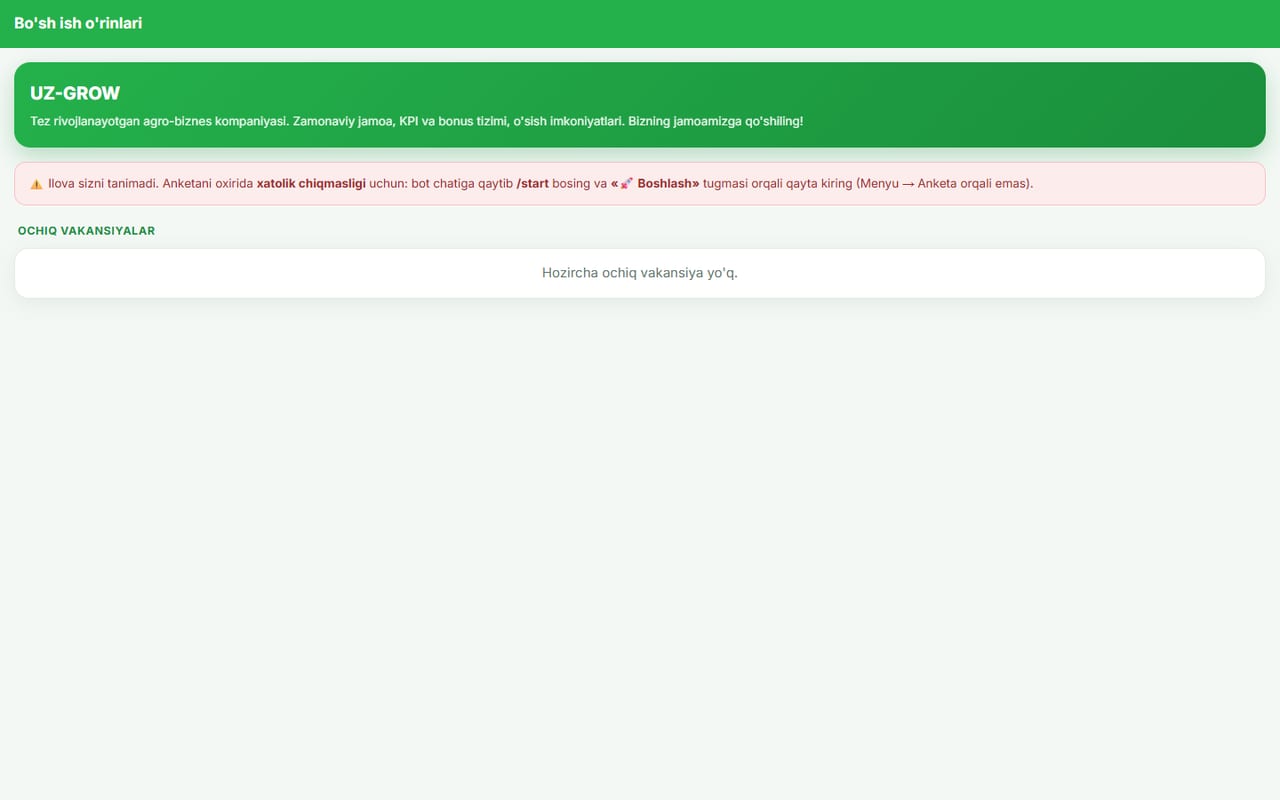 Bo'sh ish o'rinlari
UZ-GROW
Tez rivojlanayotgan agro-biznes kompaniyasi. Zamonaviy jamoa, KPI va bonus tizimi, o'sish imkoniyatlari. Bizning jamoamizga qo'shiling!
⚠️ Ilova sizni tanimadi. Anketani oxirida xatolik chiqmasligi uchun: bot chatiga qaytib /start bosing va «🚀 Boshlash» tugmasi orqali qayta kiring (Menyu → Anketa orqali emas).
OCHIQ VAKANSIYALAR
Hozircha ochiq vakansiya yo'q.